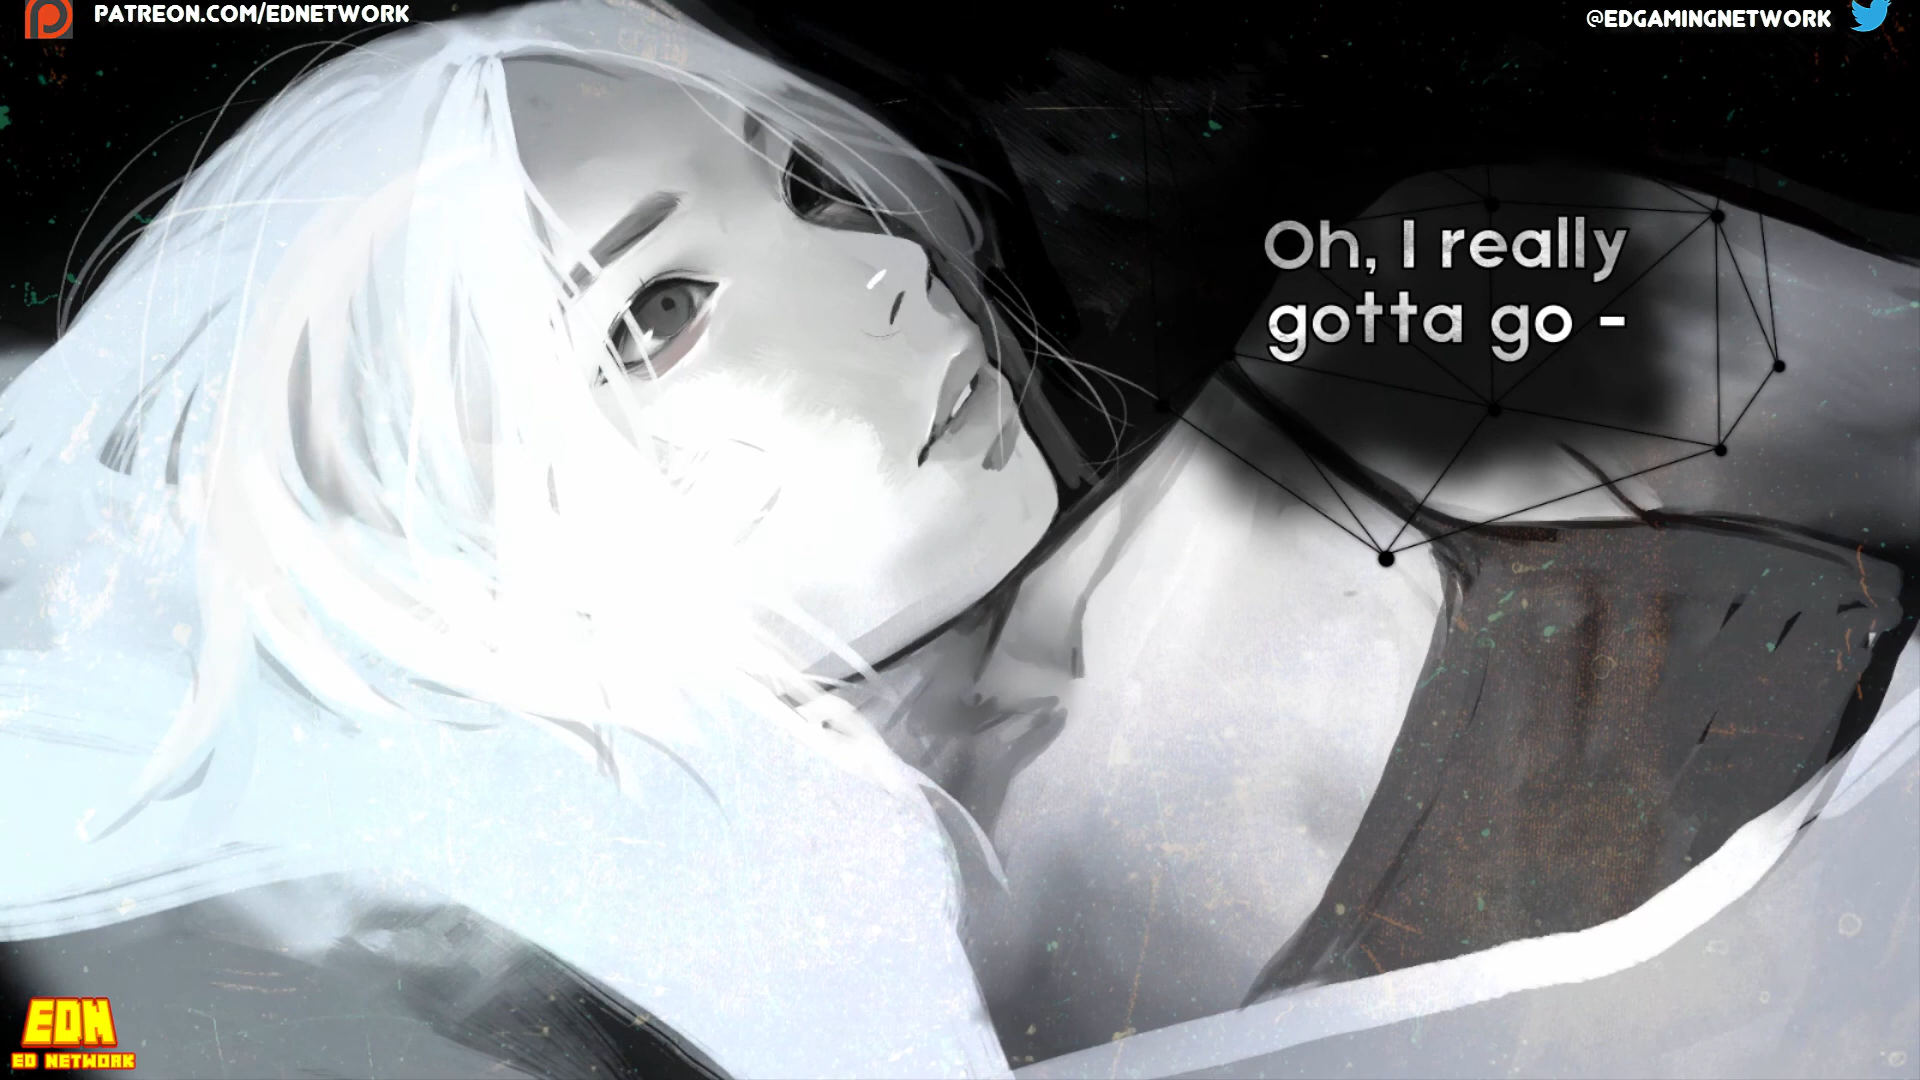 PATREON.COM/EDNETWORK
@EDGAMINGNETWORK
Oh, I really
gotta go -
EDN
ED NETWORK